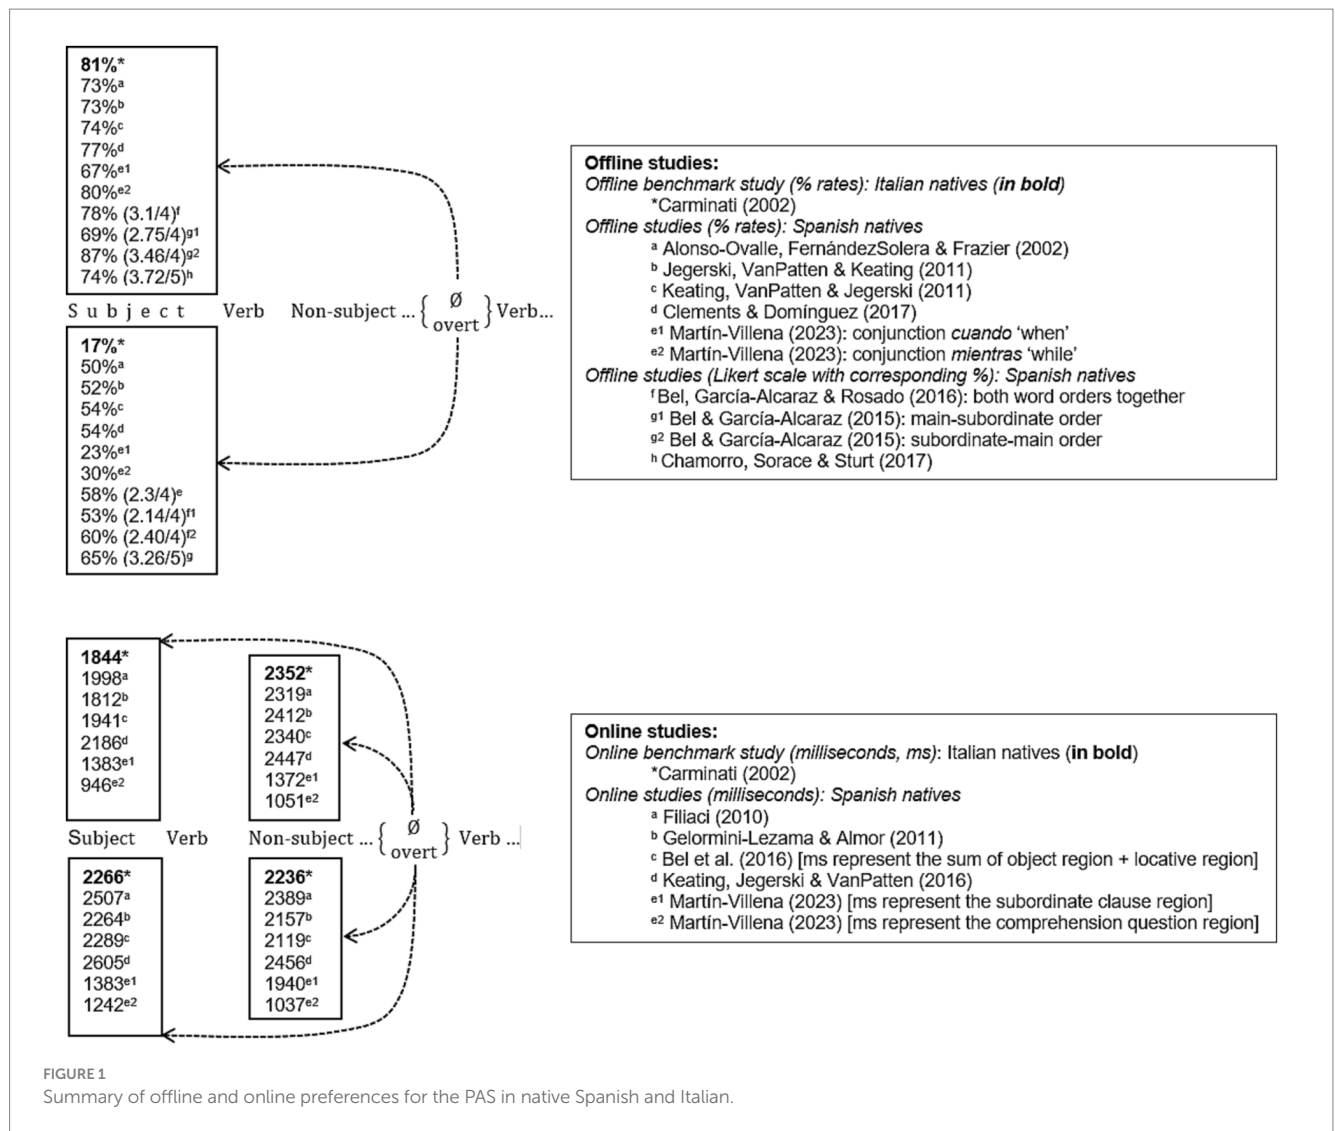 81%*
73%ᵃ
73%ᵇ
74%ᶜ
77%ᵈ
67%ᵉ¹
80%ᵉ²
78% (3.1/4)ᶠ
69% (2.75/4)ᵍ¹
87% (3.46/4)ᵍ²
74% (3.72/5)ʰ
Subject Verb Non-subject ... { Ø overt } Verb...
17%*
50%ᵃ
52%ᵇ
54%ᶜ
54%ᵈ
23%ᵉ¹
30%ᵉ²
58% (2.3/4)ᵉ
53% (2.14/4)ᶠ¹
60% (2.40/4)ᶠ²
65% (3.26/5)ᵍ
Offline studies:
Offline benchmark study (% rates): Italian natives (in bold)
*Carminati (2002)
Offline studies (% rates): Spanish natives
ᵃ Alonso-Ovalle, FernándezSolera & Frazier (2002)
ᵇ Jegerski, VanPatten & Keating (2011)
ᶜ Keating, VanPatten & Jegerski (2011)
ᵈ Clements & Domínguez (2017)
ᵉ¹ Martín-Villena (2023): conjunction cuando ‘when’
ᵉ² Martín-Villena (2023): conjunction mientras ‘while’
Offline studies (Likert scale with corresponding %): Spanish natives
ᶠ Bel, García-Alcaraz & Rosado (2016): both word orders together
ᵍ¹ Bel & García-Alcaraz (2015): main-subordinate order
ᵍ² Bel & García-Alcaraz (2015): subordinate-main order
ʰ Chamorro, Sorace & Sturt (2017)
1844*
1998ᵃ
1812ᵇ
1941ᶜ
2186ᵈ
1383ᵉ¹
946ᵉ²
2352*
2319ᵃ
2412ᵇ
2340ᶜ
2447ᵈ
1372ᵉ¹
1051ᵉ²
Subject Verb Non-subject ... { Ø overt } Verb ...
2266*
2507ᵃ
2264ᵇ
2289ᶜ
2605ᵈ
1383ᵉ¹
1242ᵉ²
2236*
2389ᵃ
2157ᵇ
2119ᶜ
2456ᵈ
1940ᵉ¹
1037ᵉ²
Online studies:
Online benchmark study (milliseconds, ms): Italian natives (in bold)
*Carminati (2002)
Online studies (milliseconds): Spanish natives
ᵃ Filiaci (2010)
ᵇ Gelormini-Lezama & Almor (2011)
ᶜ Bel et al. (2016) [ms represent the sum of object region + locative region]
ᵈ Keating, Jegerski & VanPatten (2016)
ᵉ¹ Martín-Villena (2023) [ms represent the subordinate clause region]
ᵉ² Martín-Villena (2023) [ms represent the comprehension question region]
FIGURE 1
Summary of offline and online preferences for the PAS in native Spanish and Italian.